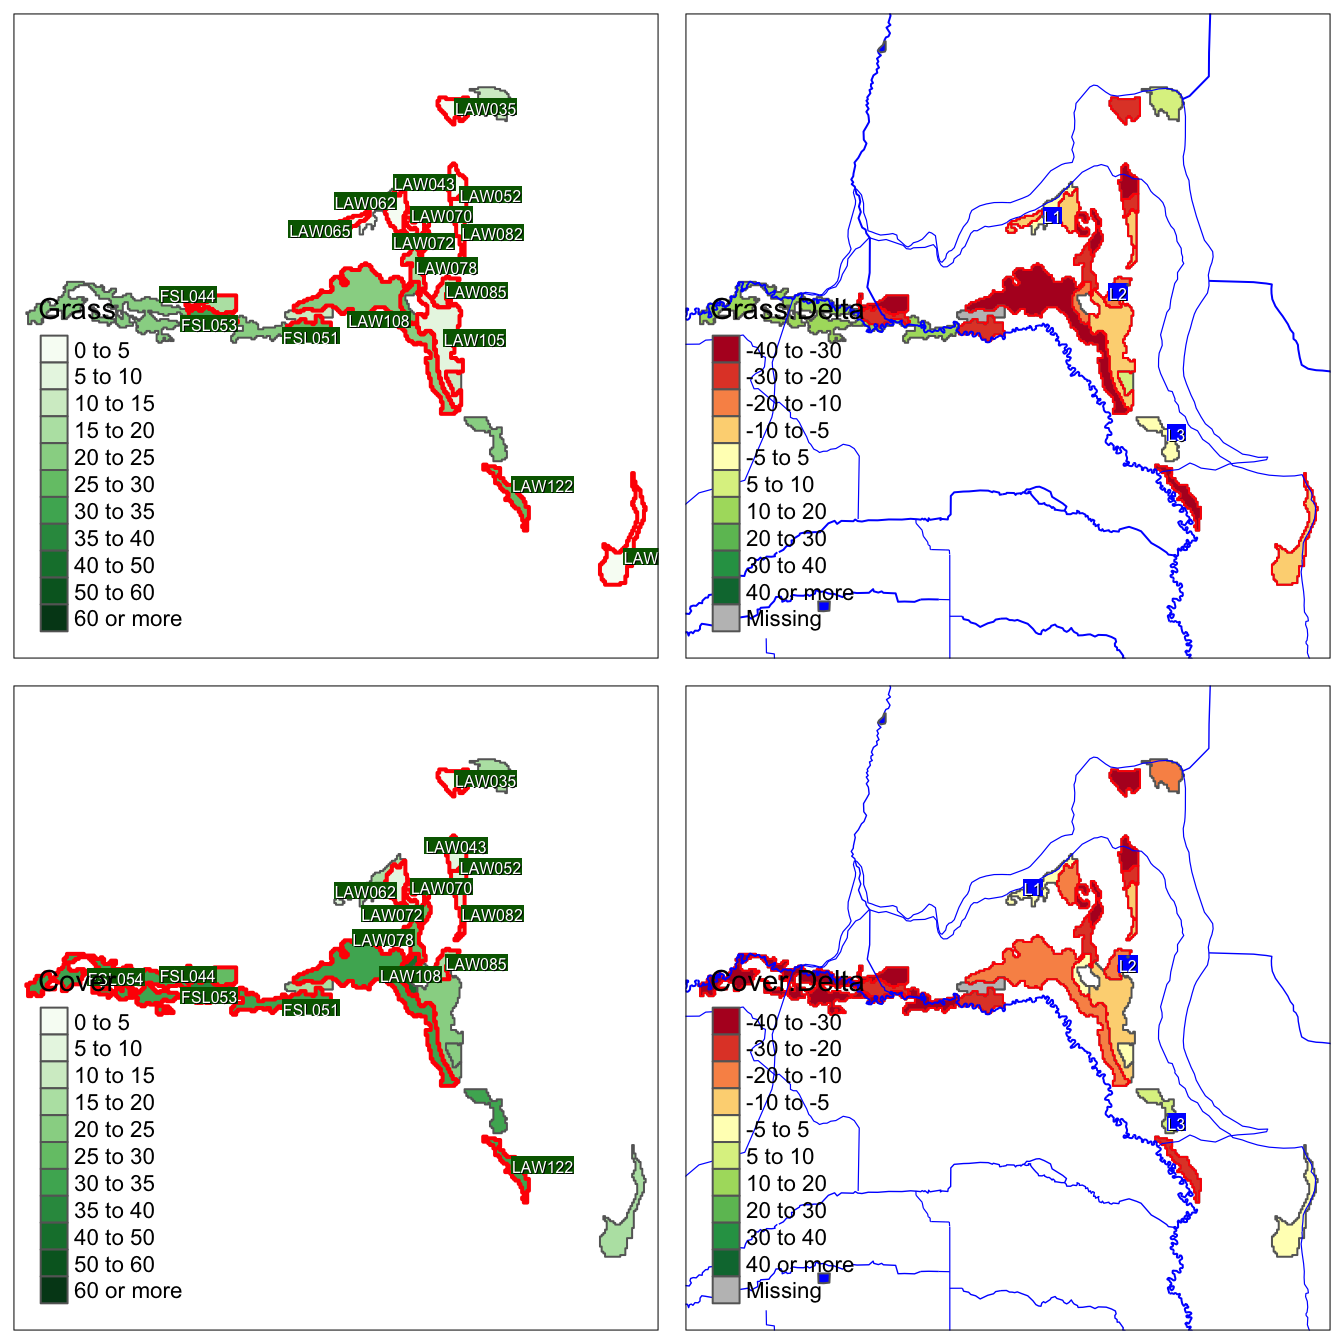 LAW035
LAW043
LAW052
LAW062
LAW070
LAW065
LAW082
LAW072
LAW078
LAW085
FSL044
LAW108
FSL053
FSL051
LAW105
LAW122
LAW
Grass
0 to 5
5 to 10
10 to 15
15 to 20
20 to 25
25 to 30
30 to 35
35 to 40
40 to 50
50 to 60
60 or more
L1
L2
L3
Grass.Delta
-40 to -30
-30 to -20
-20 to -10
-10 to -5
-5 to 5
5 to 10
10 to 20
20 to 30
30 to 40
40 or more
Missing
LAW035
LAW043
LAW052
LAW062
LAW070
LAW072
LAW082
LAW078
LAW085
FSL054
FSL044
LAW108
FSL053
FSL051
LAW122
Cover
0 to 5
5 to 10
10 to 15
15 to 20
20 to 25
25 to 30
30 to 35
35 to 40
40 to 50
50 to 60
60 or more
L1
L2
L3
Cover.Delta
-40 to -30
-30 to -20
-20 to -10
-10 to -5
-5 to 5
5 to 10
10 to 20
20 to 30
30 to 40
40 or more
Missing